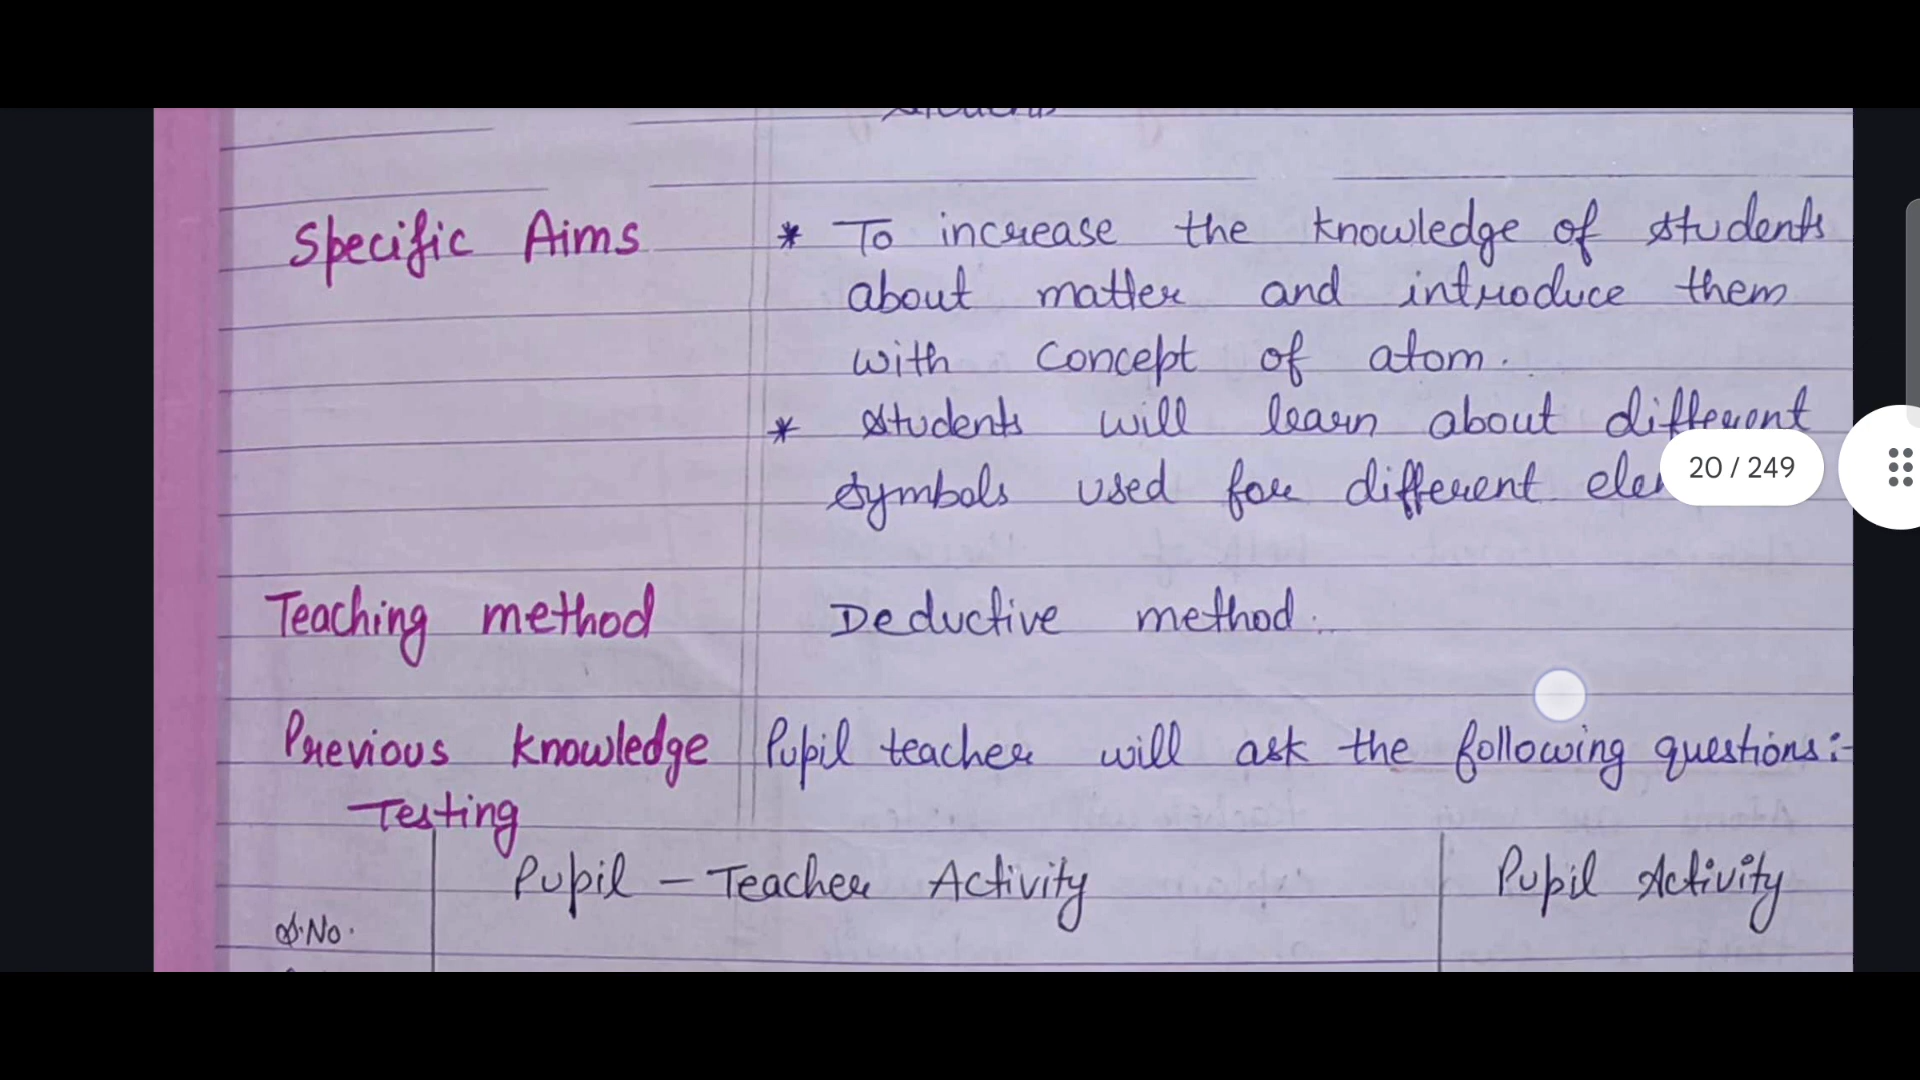 Specific Aims * To increase the knowledge of students
about matter and introduce them
with concept of atom.
* Students will learn about different
symbols used for different
20 / 249
Teaching method Deductive method.
Previous knowledge Pupil teacher will ask the following questions:-
Testing
Pupil - Teacher Activity Pupil Activity
S.No.